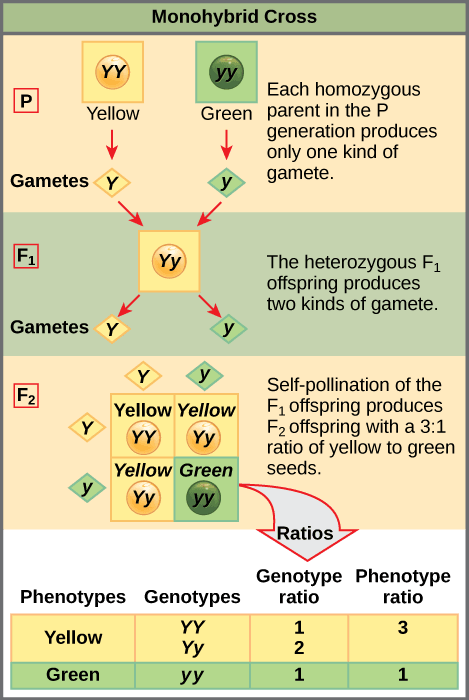 Monohybrid Cross
P
YY
yy
Yellow
Green
Gametes
Y
y
Each homozygous
parent in the P
generation produces
only one kind of
gamete.
F1
Yy
Gametes
Y
y
The heterozygous F1
offspring produces
two kinds of gamete.
F2
Y
y
Y
y
Yellow
YY
Yellow
Yy
Yellow
Yy
Green
yy
Self-pollination of the
F1 offspring produces
F2 offspring with a 3:1
ratio of yellow to green
seeds.
Ratios
Phenotypes
Genotypes
Genotype
ratio
Phenotype
ratio
Yellow
YY
Yy
1
2
3
Green
yy
1
1